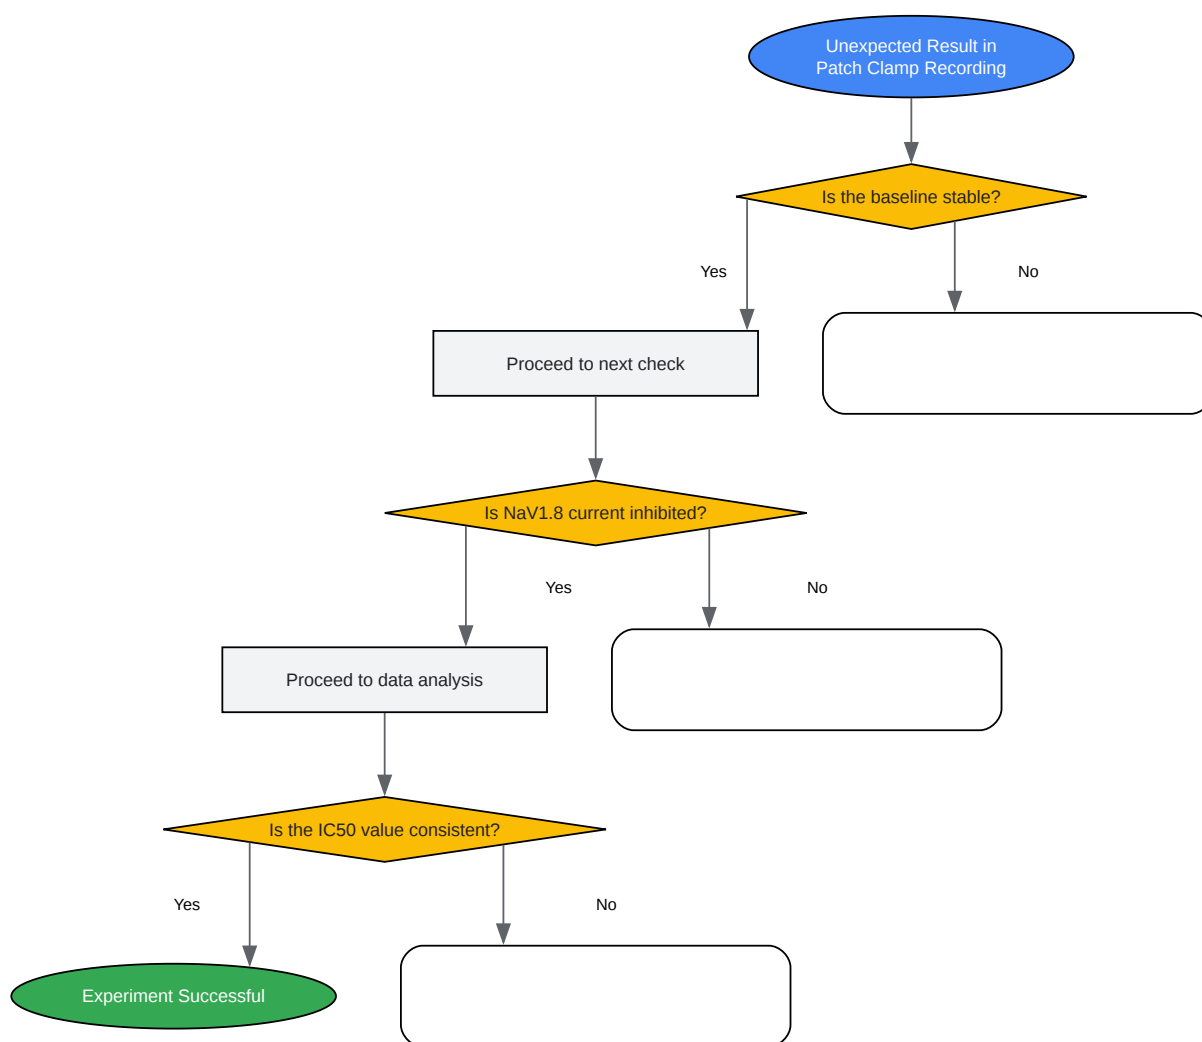 Unexpected Result in
Patch Clamp Recording
Is the baseline stable?
Yes
No
Proceed to next check
Is NaV1.8 current inhibited?
Yes
No
Proceed to data analysis
Is the IC50 value consistent?
Yes
No
Experiment Successful